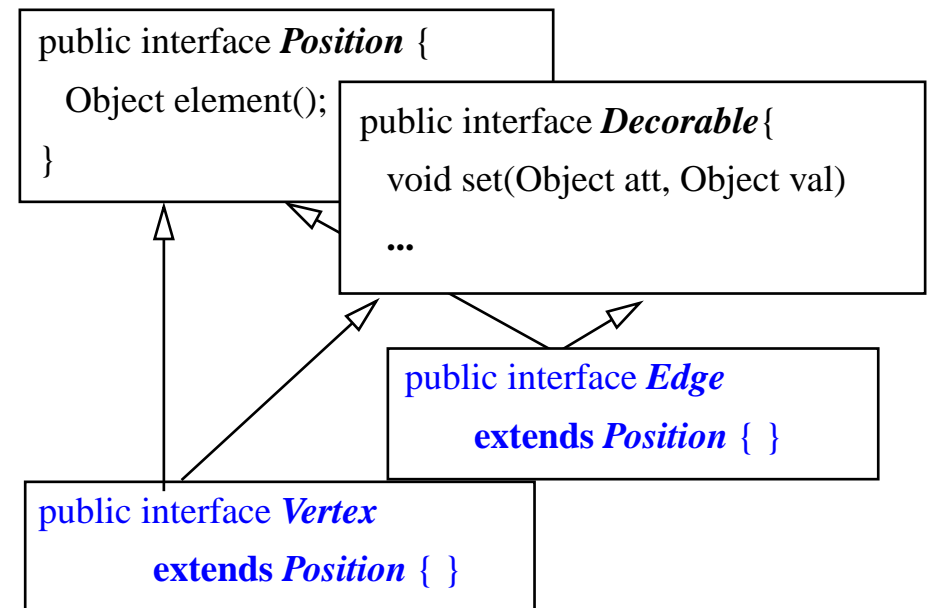 public interface Position {
Object element();
}
public interface Decorable{
void set(Object att, Object val)
...
public interface Edge
extends Position { }
public interface Vertex
extends Position { }